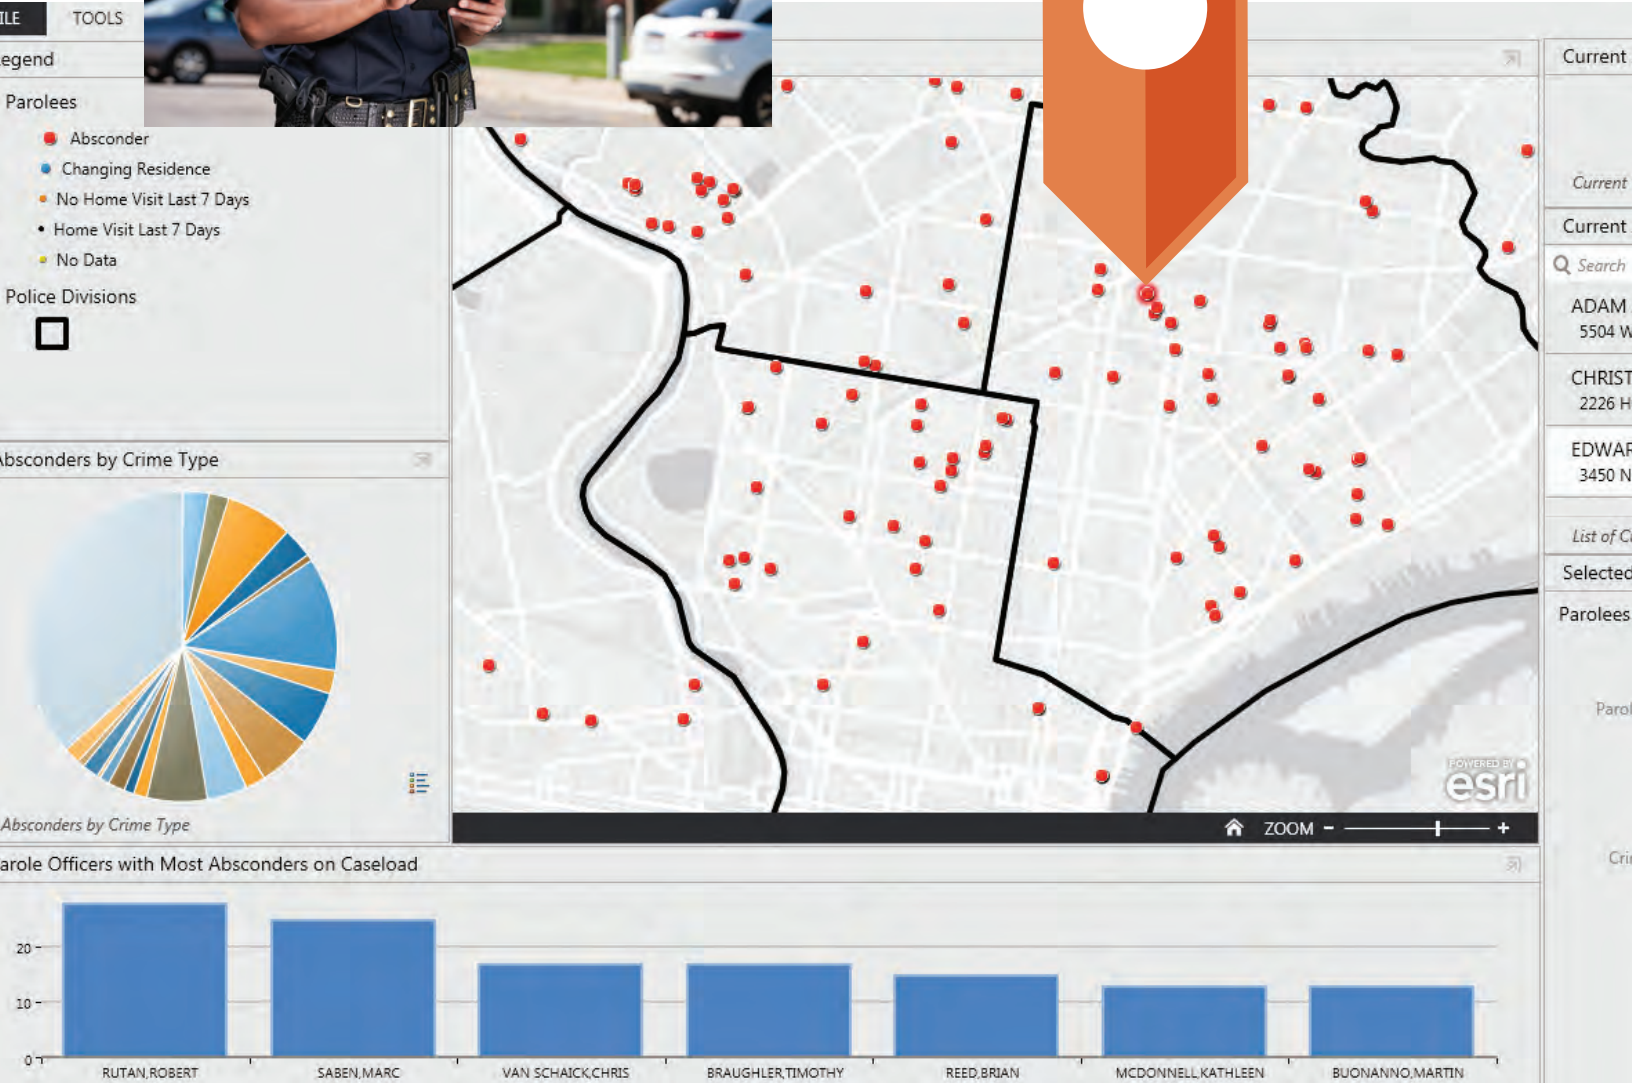 ILE
TOOLS
egend
Parolees
Absconder
Changing Residence
No Home Visit Last 7 Days
Home Visit Last 7 Days
No Data
Police Divisions
Absconders by Crime Type
Absconders by Crime Type
POWERED BY
esri
ZOOM
arole Officers with Most Absconders on Caseload
20
10
0
RUTAN,ROBERT
SABEN,MARC
VAN SCHAICK,CHRIS
BRAUGHLER,TIMOTHY
REED,BRIAN
MCDONNELL,KATHLEEN
BUONANNO,MARTIN
Current
Current
Current
Search
ADAM
5504 W
CHRIST
2226 H
EDWAR
3450 N
List of C
Selected
Parolees
Parol
Cri